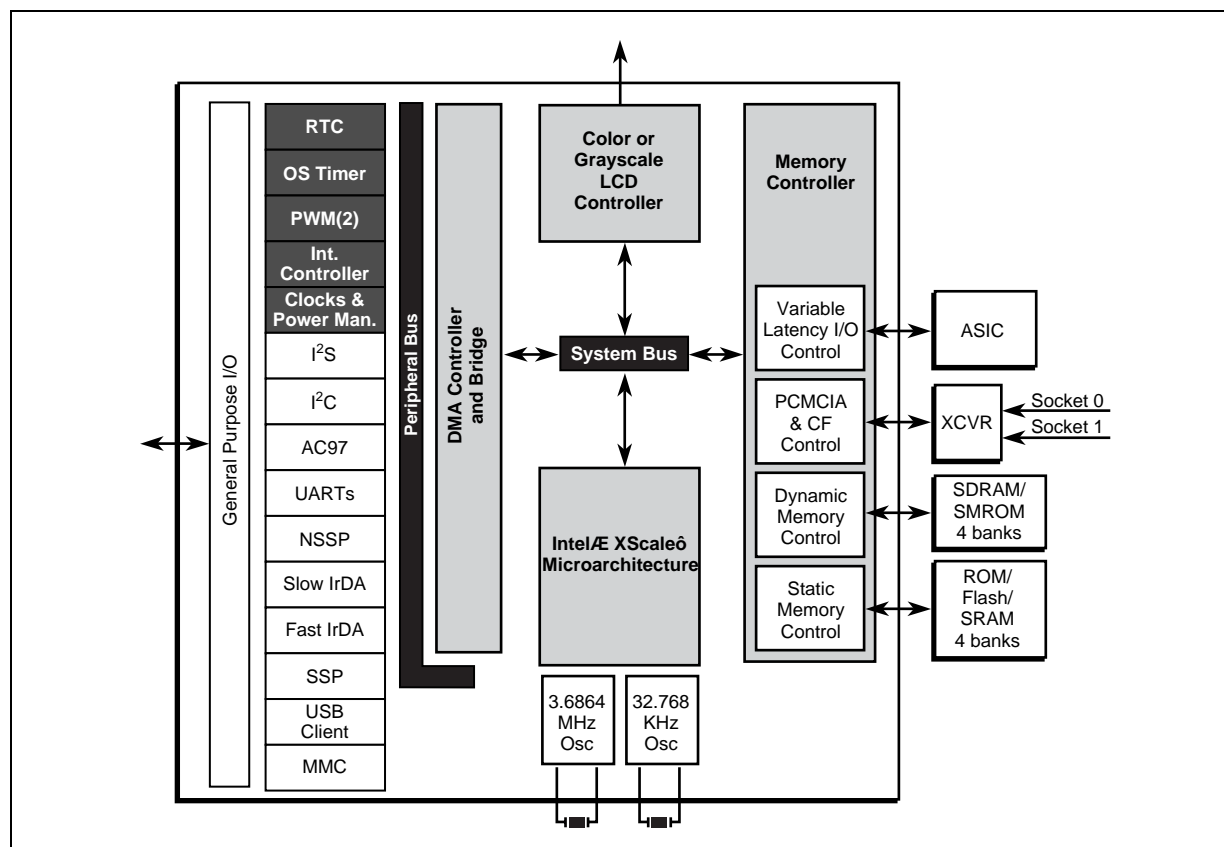 General Purpose I/O
RTC
OS Timer
PWM(2)
Int.
Controller
Clocks &
Power Man.
I²S
I²C
AC97
UARTs
NSSP
Slow IrDA
Fast IrDA
SSP
USB
Client
MMC
Peripheral Bus
DMA Controller
and Bridge
Color or
Grayscale
LCD
Controller
System Bus
IntelÆ XScaleô
Microarchitecture
3.6864
MHz
Osc
32.768
KHz
Osc
Memory
Controller
Variable
Latency I/O
Control
PCMCIA
& CF
Control
Dynamic
Memory
Control
Static
Memory
Control
ASIC
XCVR
Socket 0
Socket 1
SDRAM/
SMROM
4 banks
ROM/
Flash/
SRAM
4 banks